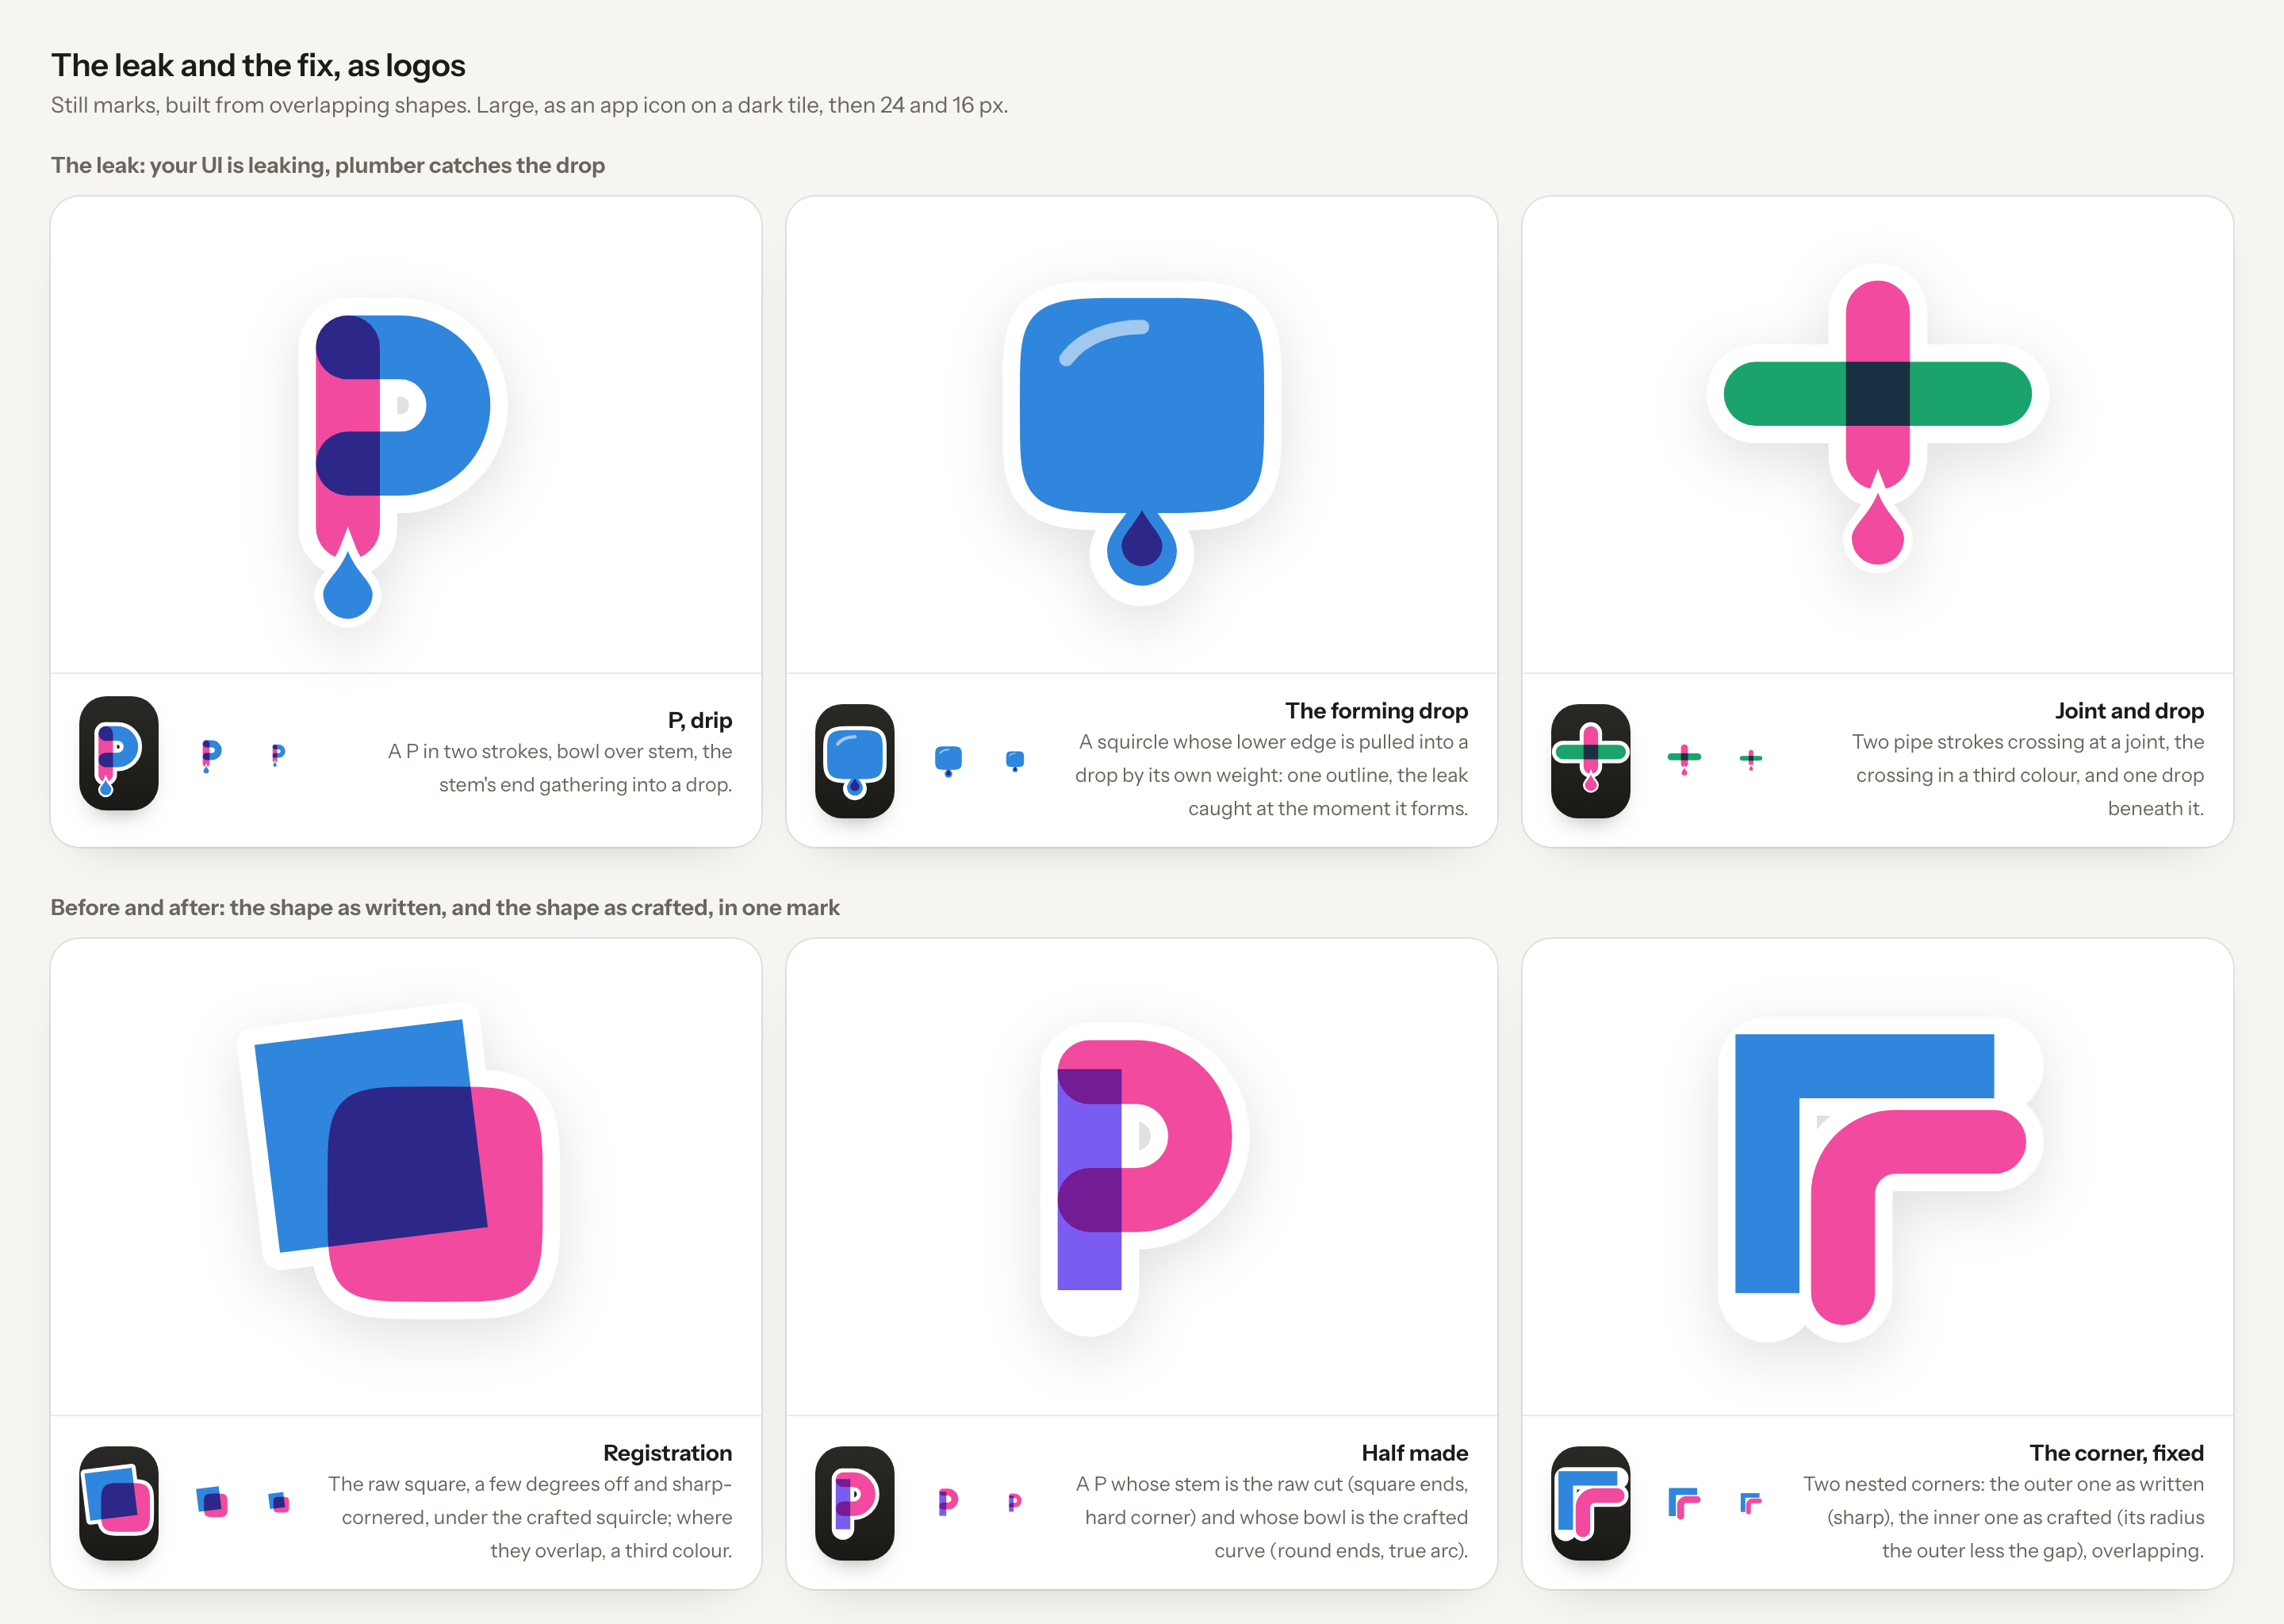 The leak and the fix, as logos
Still marks, built from overlapping shapes. Large, as an app icon on a dark tile, then 24 and 16 px.
The leak: your UI is leaking, plumber catches the drop
P, drip
A P in two strokes, bowl over stem, the
stem's end gathering into a drop.
The forming drop
A squircle whose lower edge is pulled into a
drop by its own weight: one outline, the leak
caught at the moment it forms.
Joint and drop
Two pipe strokes crossing at a joint, the
crossing in a third colour, and one drop
beneath it.
Before and after: the shape as written, and the shape as crafted, in one mark
Registration
The raw square, a few degrees off and sharp-
cornered, under the crafted squircle; where
they overlap, a third colour.
Half made
A P whose stem is the raw cut (square ends,
hard corner) and whose bowl is the crafted
curve (round ends, true arc).
The corner, fixed
Two nested corners: the outer one as written
(sharp), the inner one as crafted (its radius
the outer less the gap), overlapping.